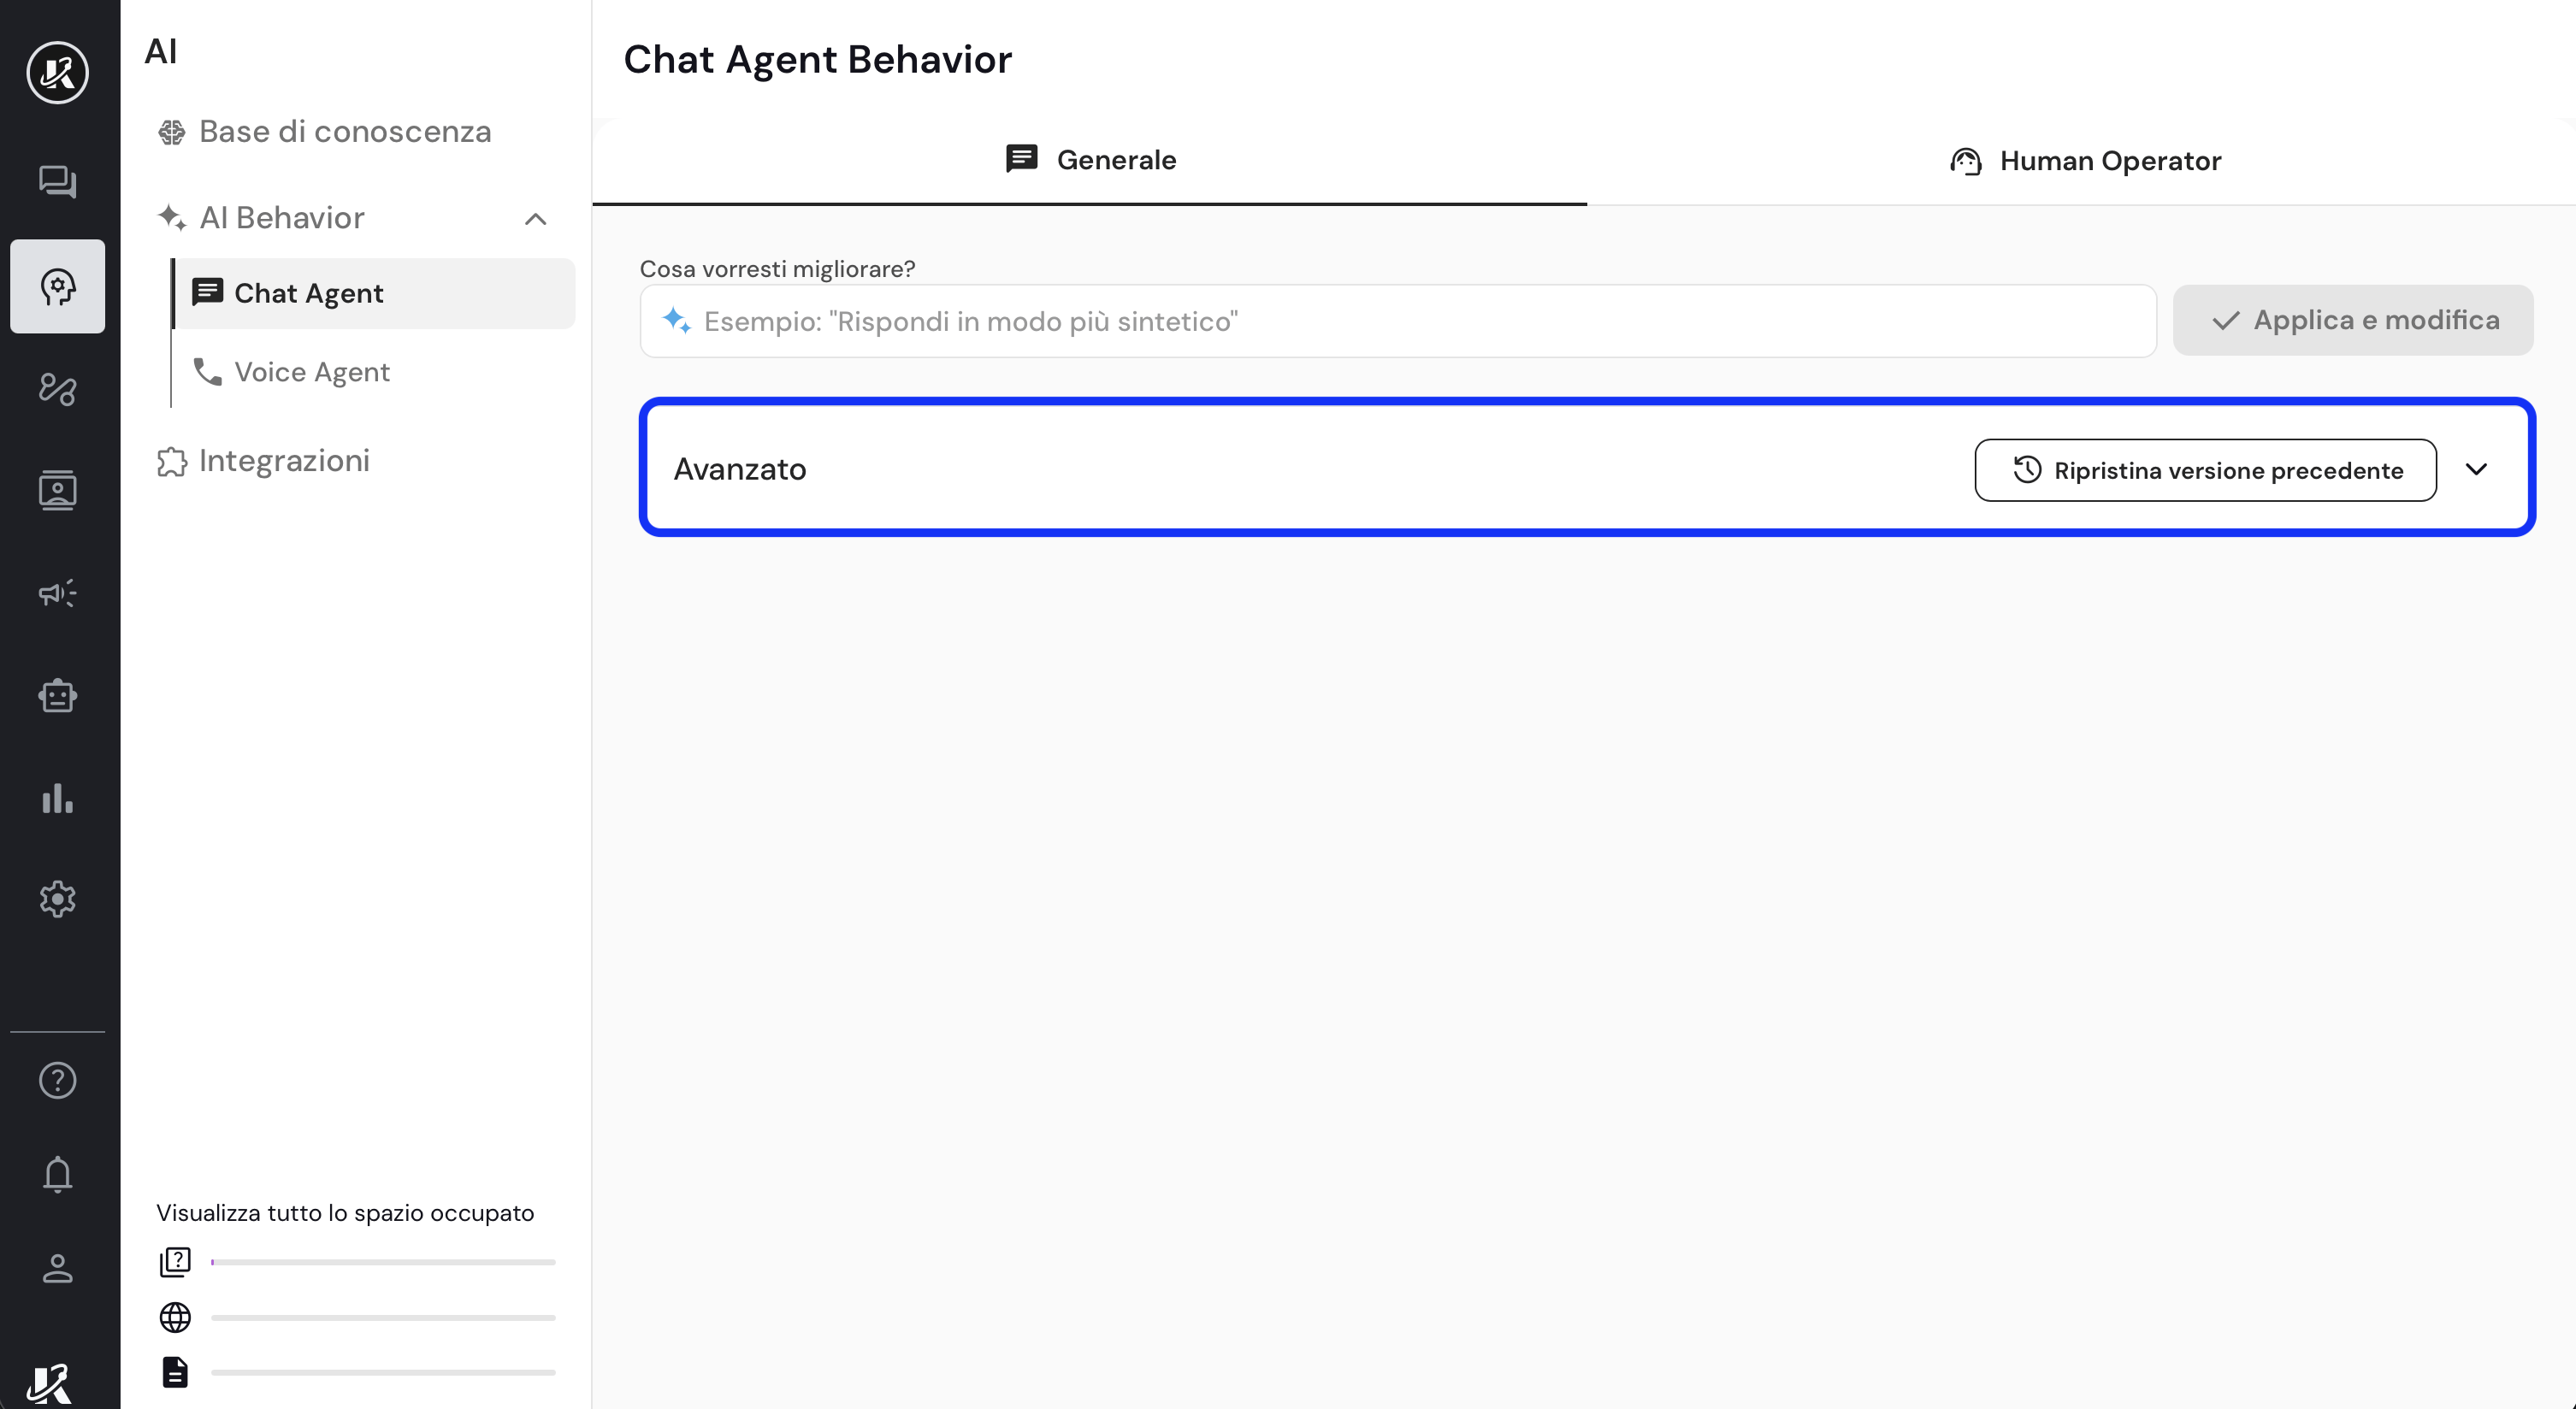 AI
Base di conoscenza
AI Behavior
Chat Agent
Voice Agent
Integrazioni
Visualizza tutto lo spazio occupato
Chat Agent Behavior
Generale
Human Operator
Cosa vorresti migliorare?
Esempio: "Rispondi in modo più sintetico"
Applica e modifica
Avanzato
Ripristina versione precedente